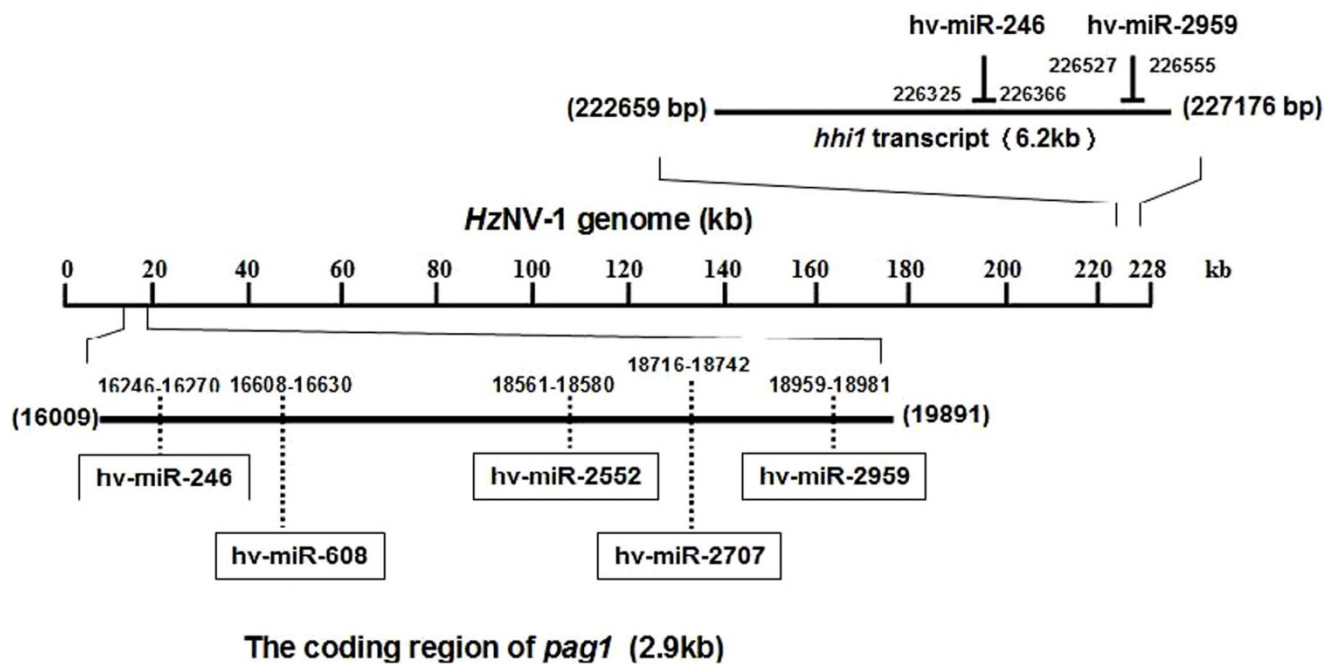 hv-miR-246 hv-miR-2959
226527 226555
226325 226366
(222659 bp) (227176 bp)
hhi1 transcript (6.2kb)
HzNV-1 genome (kb)
0 20 40 60 80 100 120 140 160 180 200 220 228 kb
18716-18742
16246-16270 16608-16630 18561-18580 18959-18981
(16009) (19891)
hv-miR-246 hv-miR-2552 hv-miR-2959
hv-miR-608 hv-miR-2707
The coding region of pag1 (2.9kb)